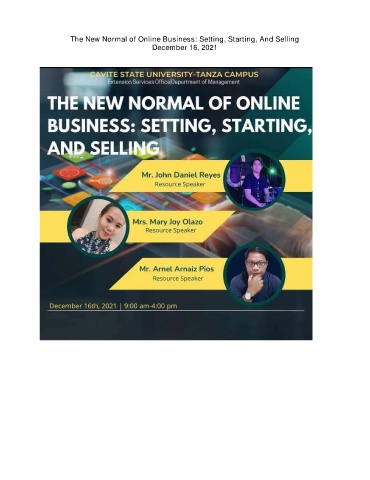 The New Normal of Online Business: Setting, Starting, And Selling
December 16, 2021
CAVITE STATE UNIVERSITY-TANZA CAMPUS
Extension Services Office|Department of Management
THE NEW NORMAL OF ONLINE
BUSINESS: SETTING, STARTING,
AND SELLING
Mr. John Daniel Reyes
Resource Speaker
Mrs. Mary Joy Olazo
Resource Speaker
Mr. Arnel Arnaiz Pios
Resource Speaker
December 16th, 2021 | 9:00 am-4:00 pm